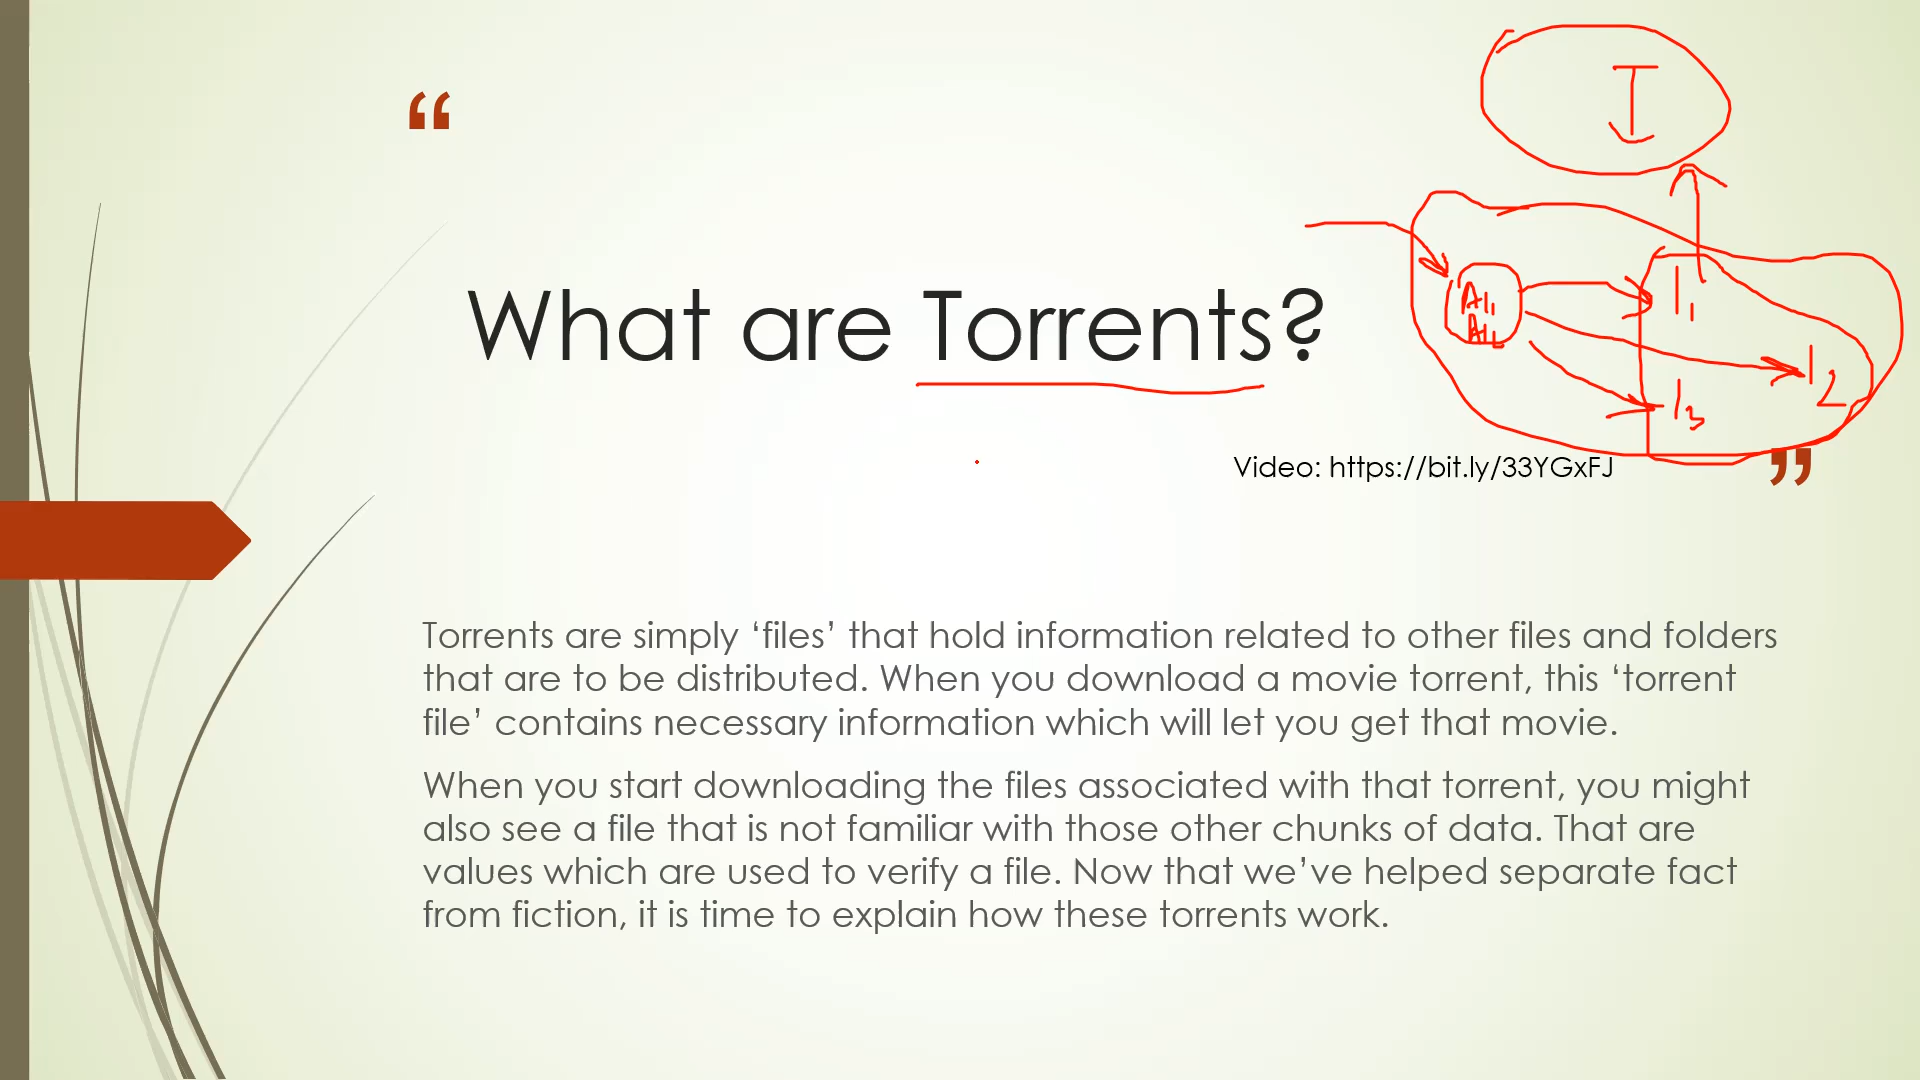 “
What are Torrents?
Video: https://bit.ly/33YGxFJ
”
Torrents are simply ‘files’ that hold information related to other files and folders
that are to be distributed. When you download a movie torrent, this ‘torrent
file’ contains necessary information which will let you get that movie.
When you start downloading the files associated with that torrent, you might
also see a file that is not familiar with those other chunks of data. That are
values which are used to verify a file. Now that we’ve helped separate fact
from fiction, it is time to explain how these torrents work.